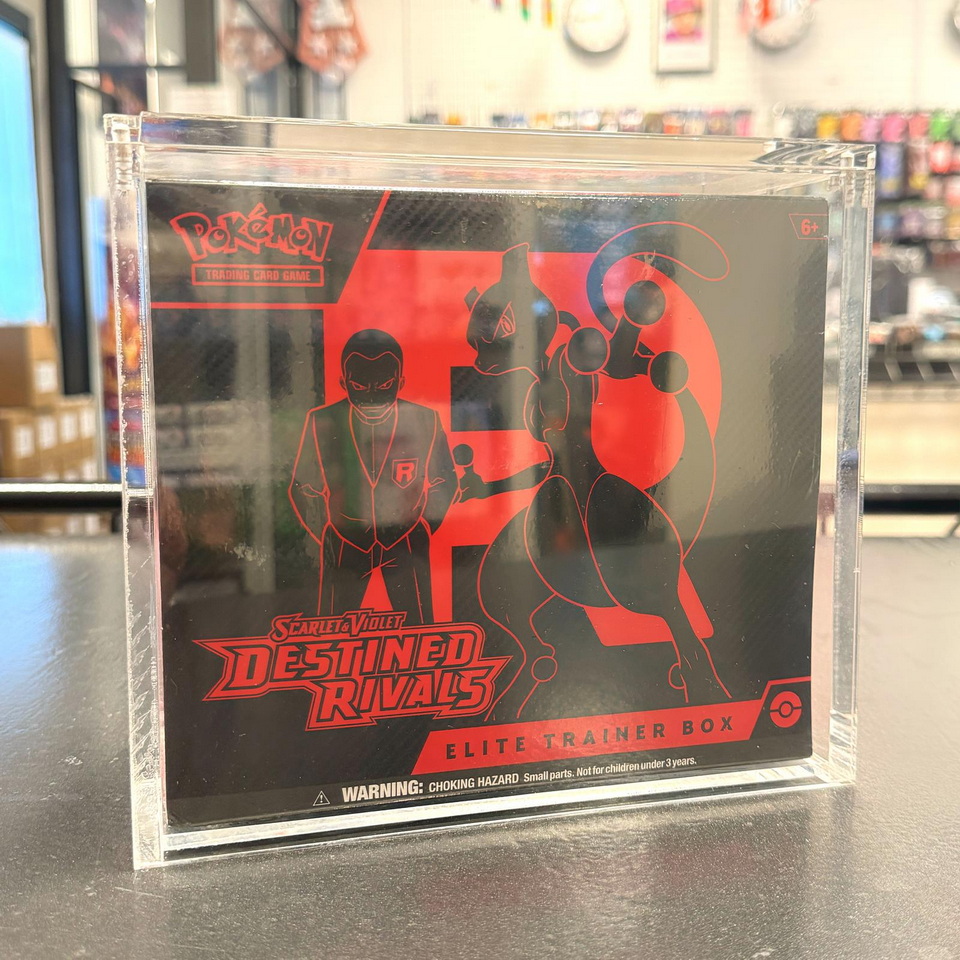 POKéMON
TRADING CARD GAME
6+
R
SCARLET & VIOLET
DESTINED
RIVALS
ELITE TRAINER BOX
WARNING: CHOKING HAZARD Small parts. Not for children under 3 years.